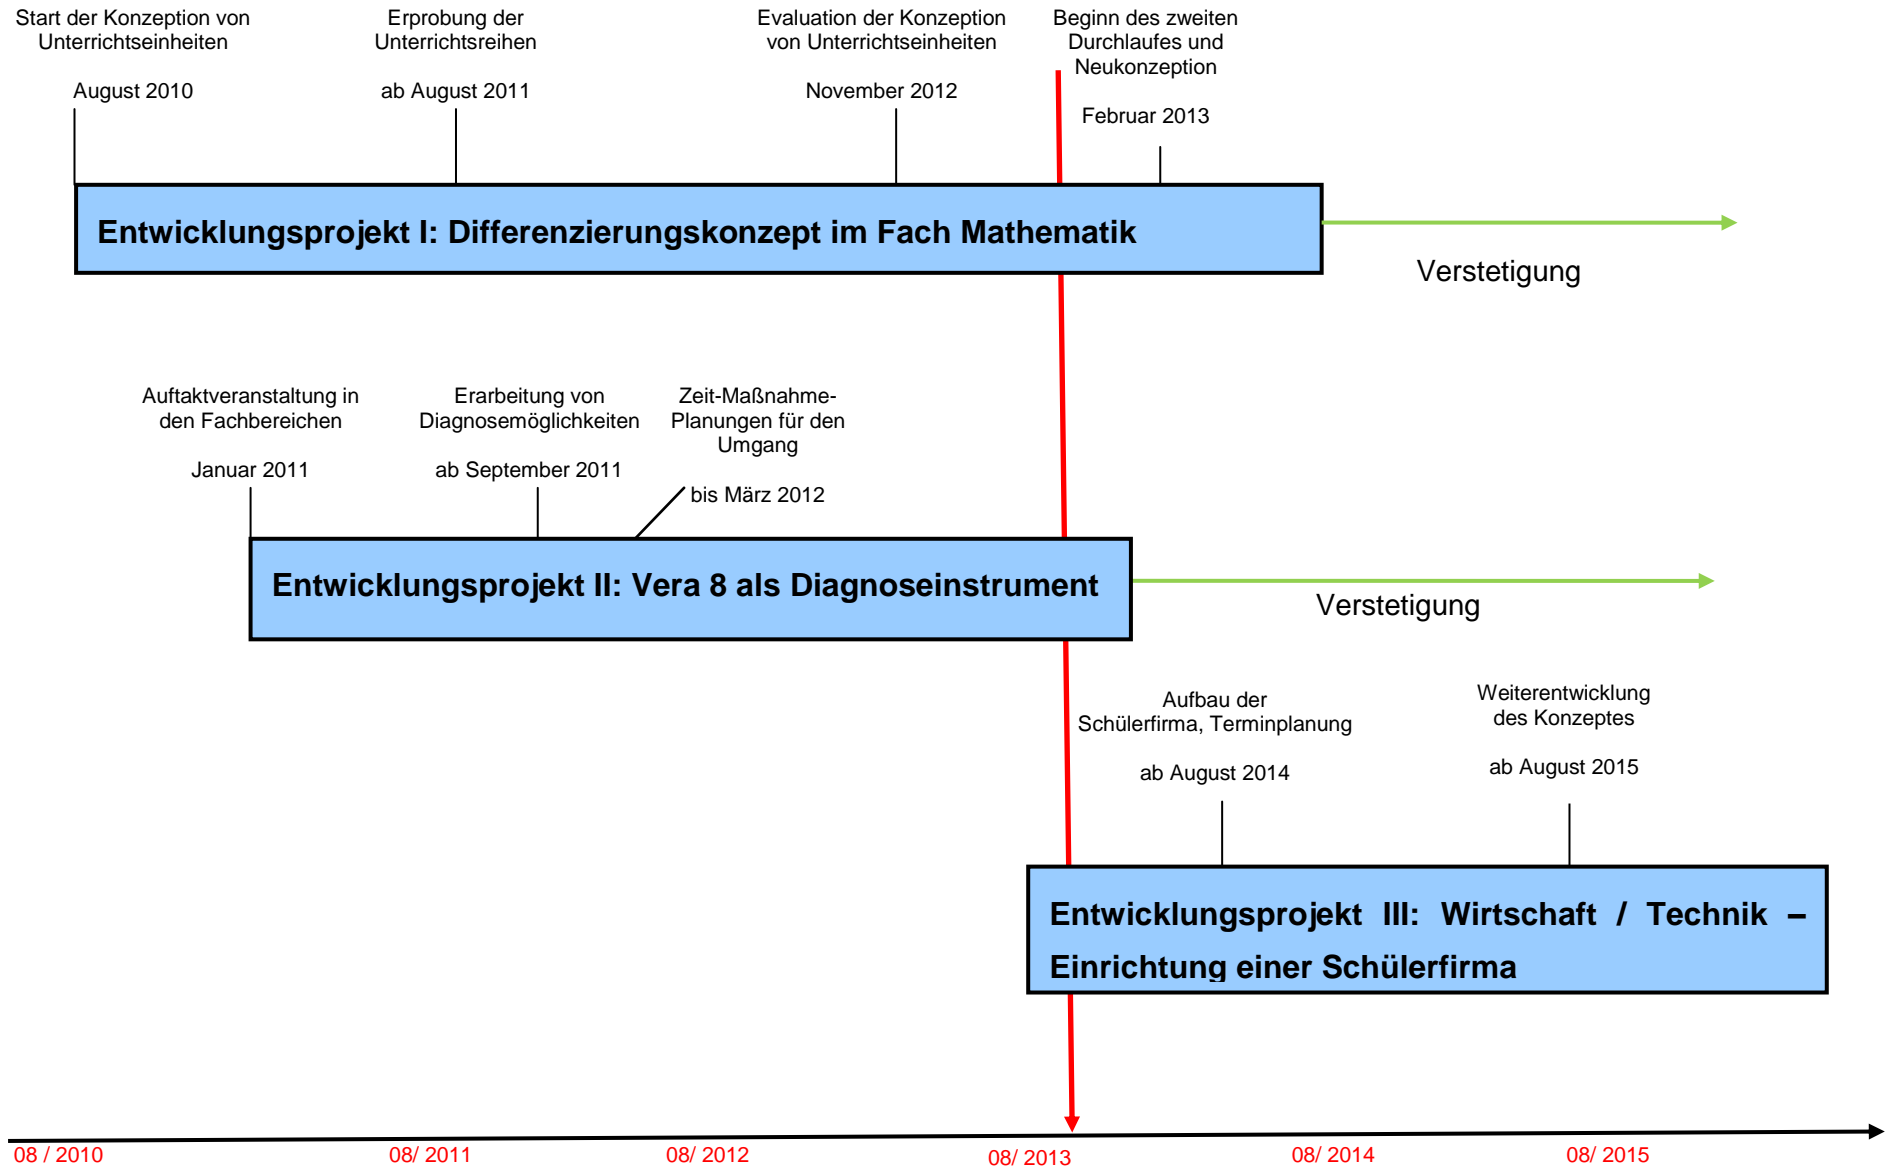 Start der Konzeption von
Unterrichtseinheiten
August 2010
Erprobung der
Unterrichtsreihen
ab August 2011
Evaluation der Konzeption
von Unterrichtseinheiten
November 2012
Beginn des zweiten
Durchlaufes und
Neukonzeption
Februar 2013
Entwicklungsprojekt I: Differenzierungskonzept im Fach Mathematik
Verstetigung
Auftaktveranstaltung in
den Fachbereichen
Januar 2011
Erarbeitung von
Diagnosemöglichkeiten
ab September 2011
Zeit-Maßnahme-
Planungen für den
Umgang
bis März 2012
Entwicklungsprojekt II: Vera 8 als Diagnoseinstrument
Verstetigung
Aufbau der
Schülerfirma, Terminplanung
ab August 2014
Weiterentwicklung
des Konzeptes
ab August 2015
Entwicklungsprojekt III: Wirtschaft / Technik –
Einrichtung einer Schülerfirma
08 / 2010
08/ 2011
08/ 2012
08/ 2013
08/ 2014
08/ 2015